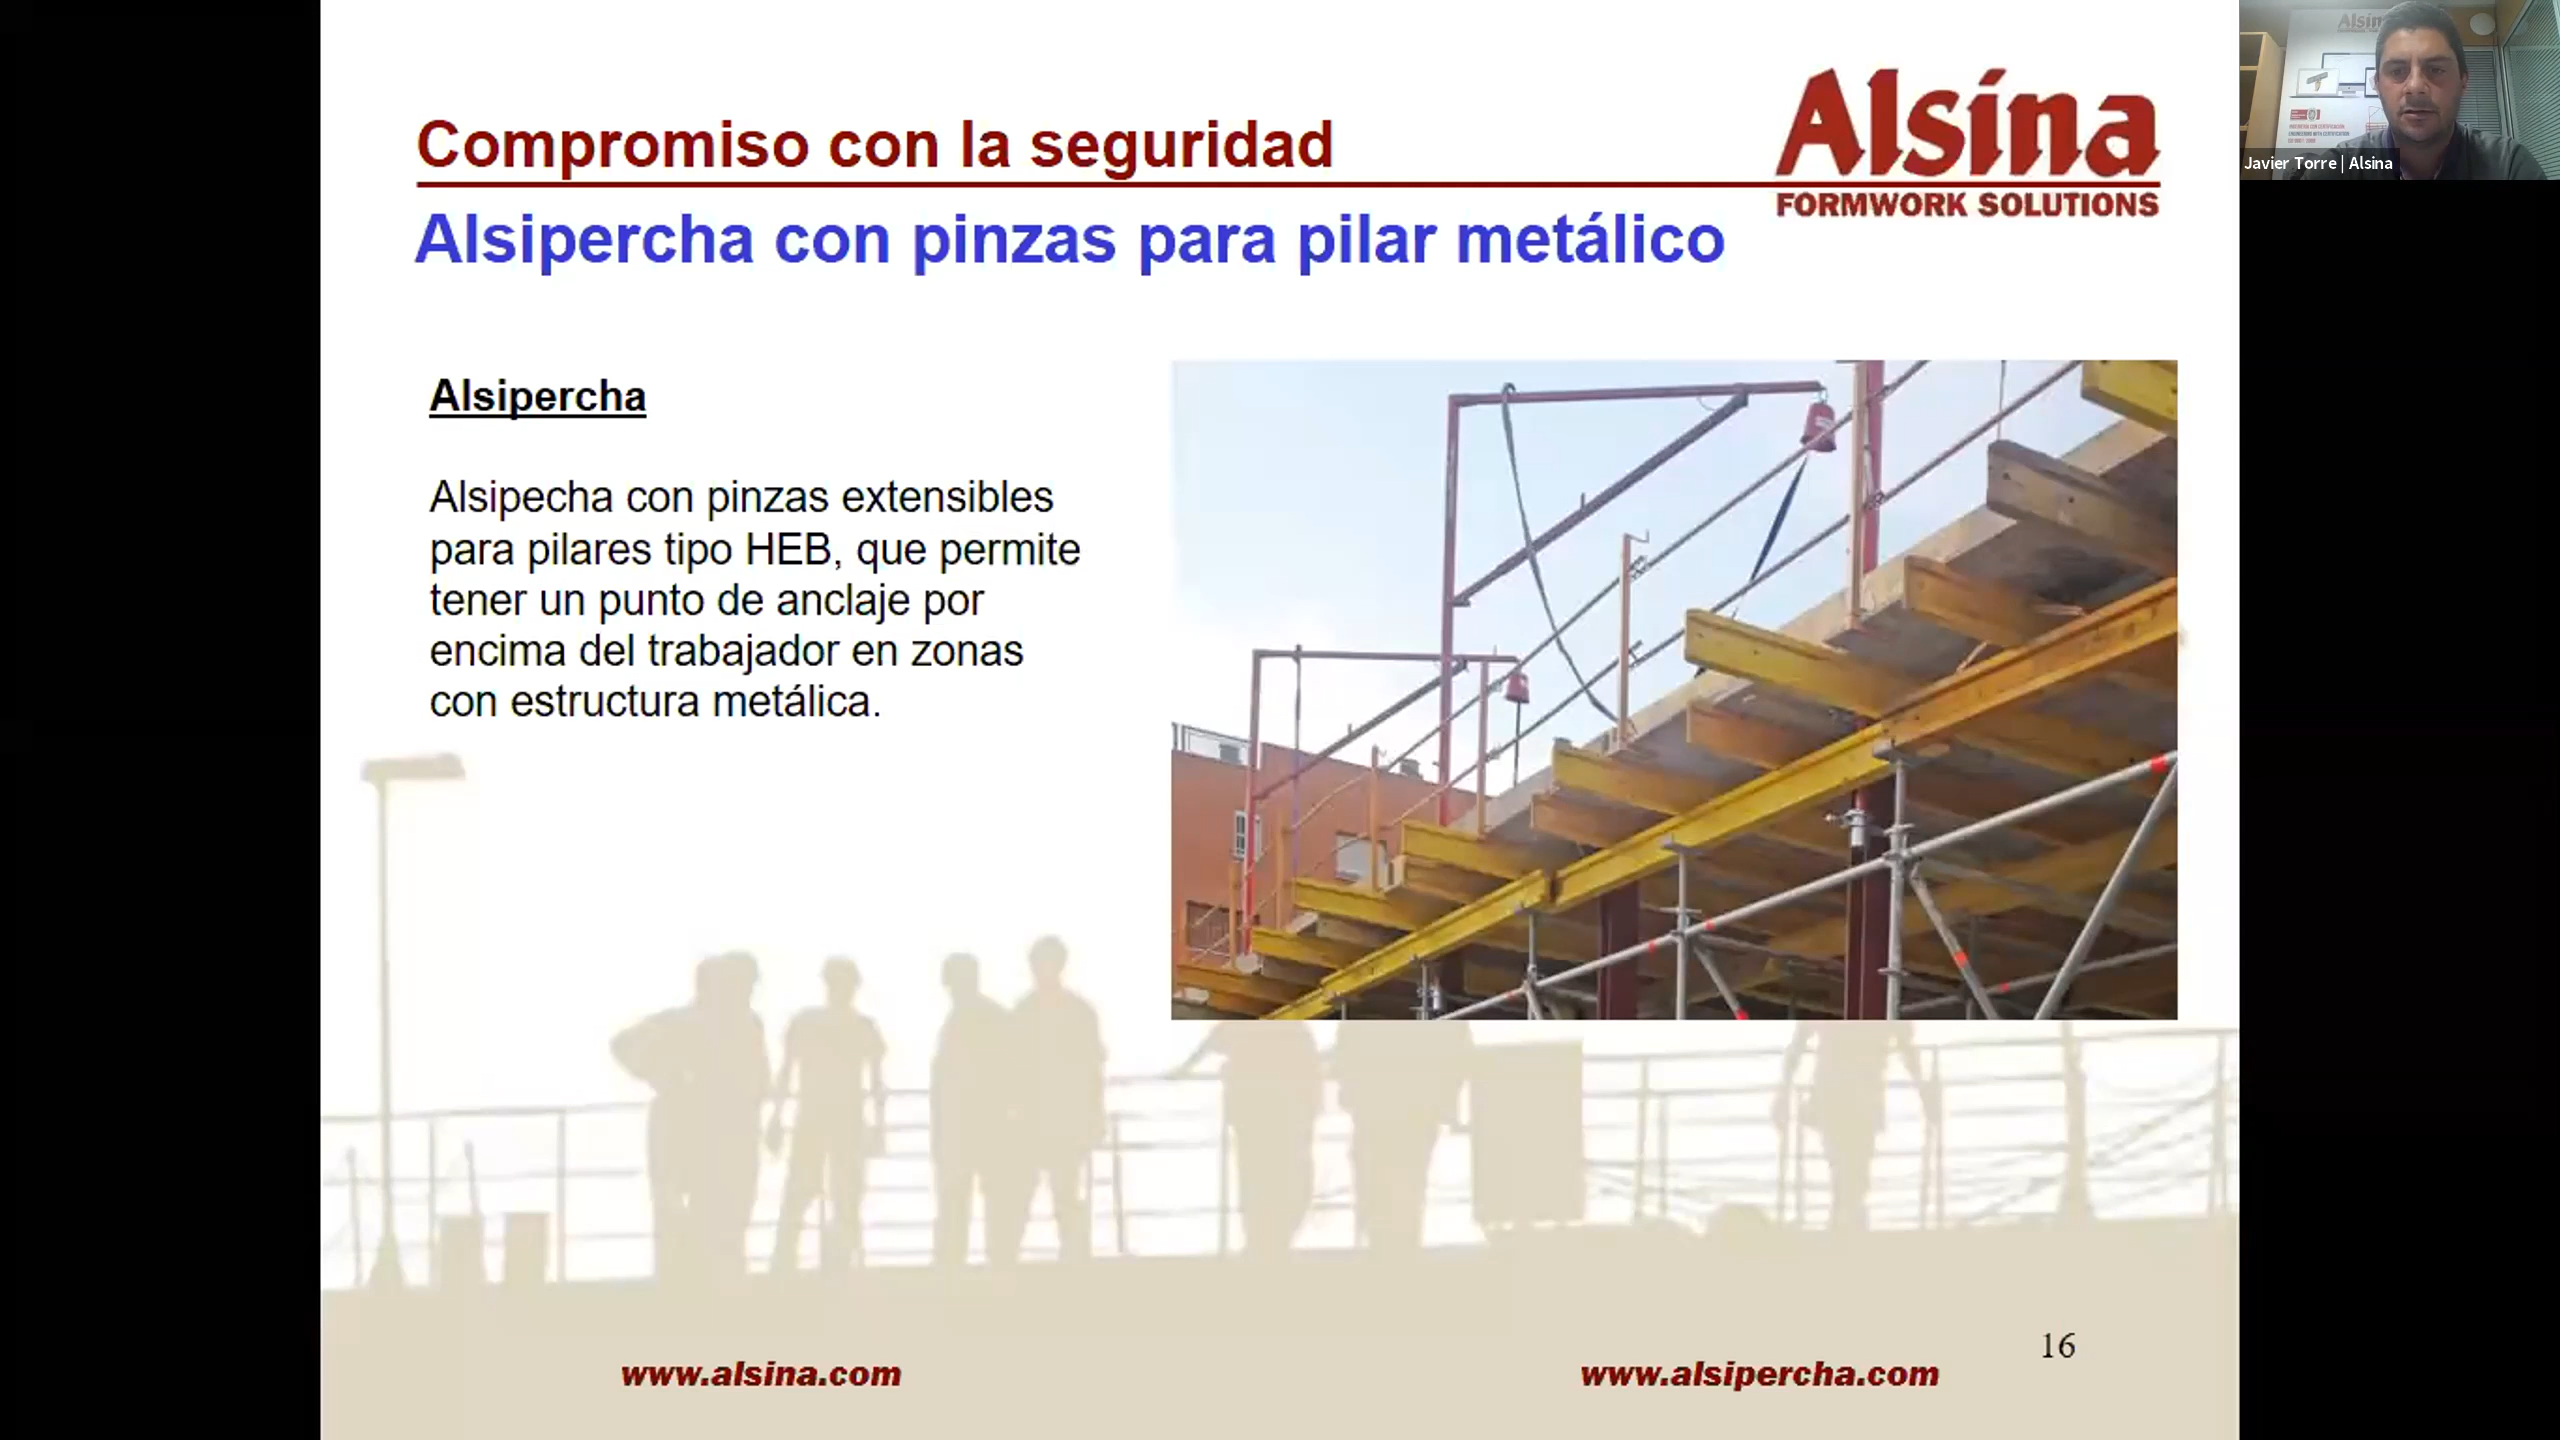 Compromiso con la seguridad
Alsína
FORMWORK SOLUTIONS
Alsipercha con pinzas para pilar metálico
Alsipercha
Alsipecha con pinzas extensibles
para pilares tipo HEB, que permite
tener un punto de anclaje por
encima del trabajador en zonas
con estructura metálica.
16
www.alsina.com
www.alsipercha.com
Javier Torre | Alsina